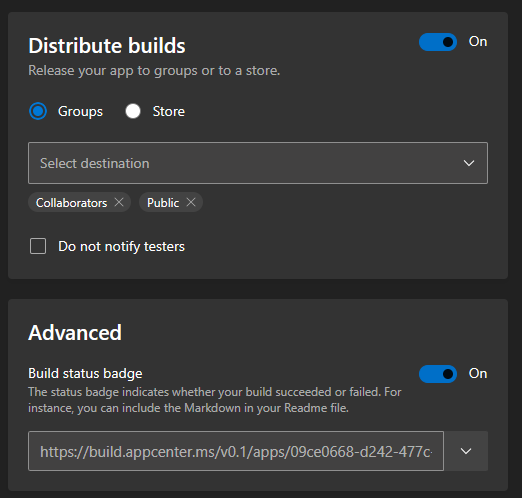 Distribute builds
On
Release your app to groups or to a store.
Groups
Store
Select destination
Collaborators
Public
Do not notify testers
Advanced
Build status badge
On
The status badge indicates whether your build succeeded or failed. For
instance, you can include the Markdown in your Readme file.
https://build.appcenter.ms/v0.1/apps/09ce0668-d242-477c-